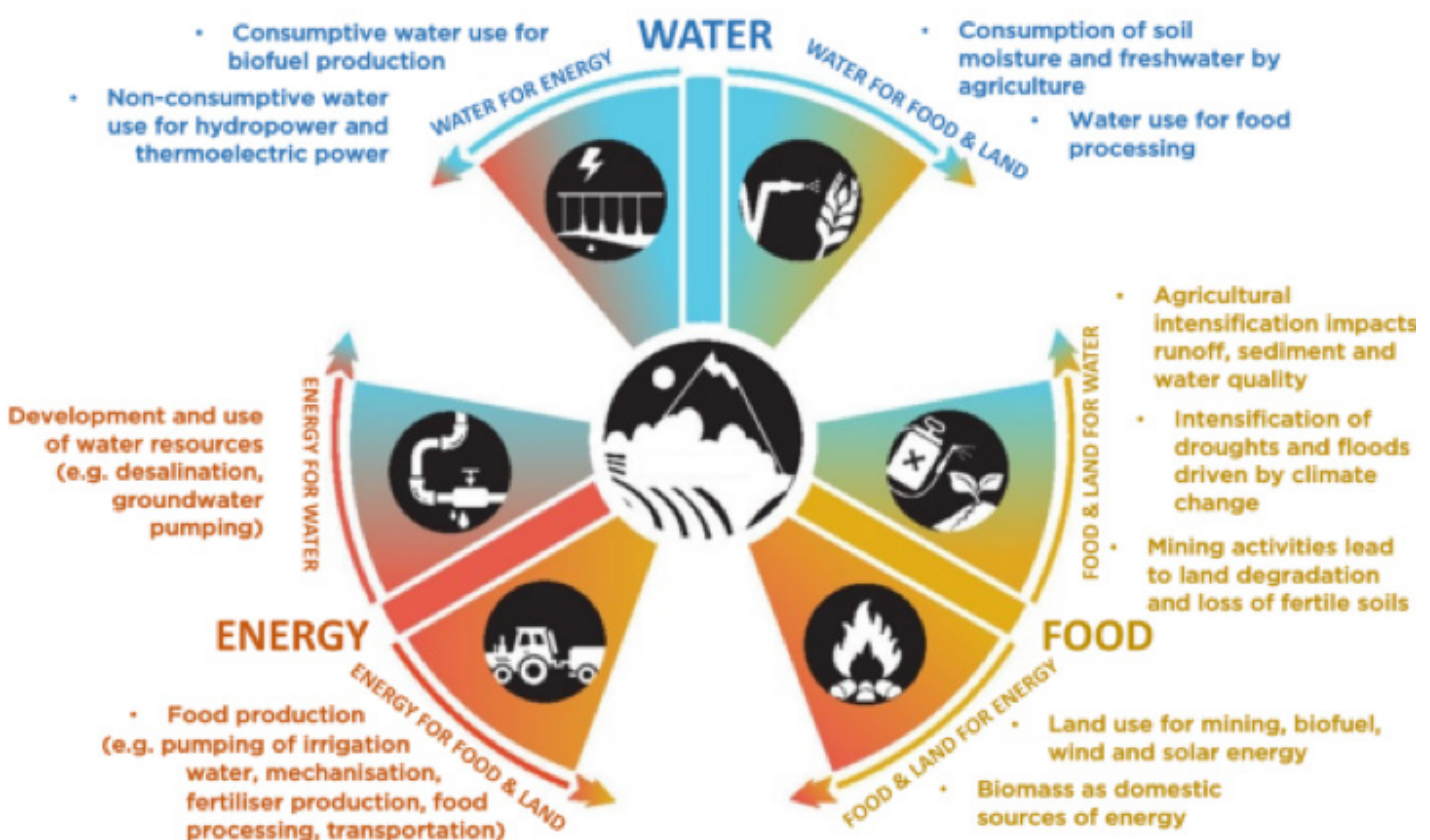 WATER
• Consumptive water use for
biofuel production
• Non-consumptive water
use for hydropower and
thermoelectric power
WATER FOR ENERGY
WATER FOR FOOD & LAND
• Consumption of soil
moisture and freshwater by
agriculture
• Water use for food
processing
• Agricultural
intensification impacts
runoff, sediment and
water quality
• Intensification of
droughts and floods
driven by climate
change
• Mining activities lead
to land degradation
and loss of fertile soils
FOOD & LAND FOR WATER
FOOD
FOOD & LAND FOR ENERGY
• Land use for mining, biofuel,
wind and solar energy
• Biomass as domestic
sources of energy
ENERGY FOR WATER
Development and use
of water resources
(e.g. desalination,
groundwater
pumping)
ENERGY
ENERGY FOR FOOD & LAND
• Food production
(e.g. pumping of irrigation
water, mechanisation,
fertiliser production, food
processing, transportation)